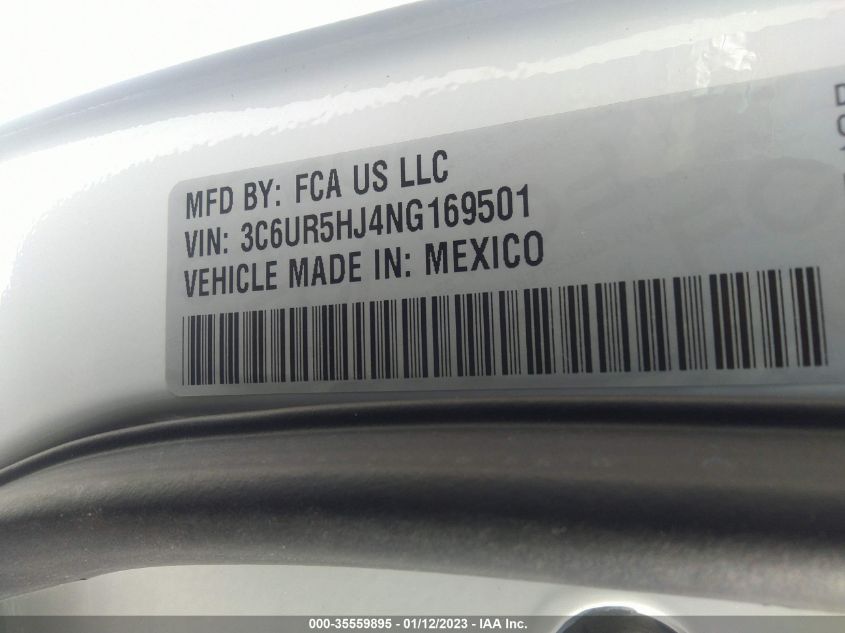 MFD BY: FCA US LLC
VIN: 3C6UR5HJ4NG169501
VEHICLE MADE IN: MEXICO
000-35559895 - 01/12/2023 - IAA Inc.